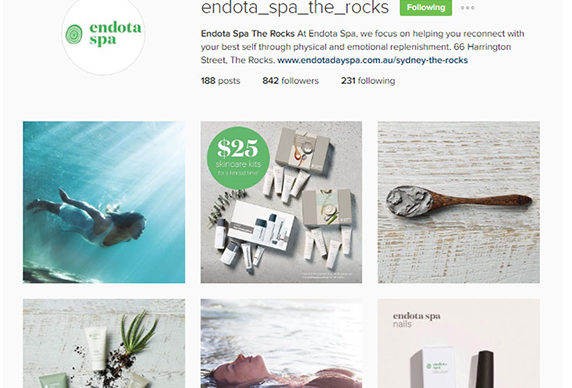 endota_spa_the_rocks
Following
endota
spa
Endota Spa The Rocks At Endota Spa, we focus on helping you reconnect with
your best self through physical and emotional replenishment. 66 Harrington
Street, The Rocks. www.endotadayspa.com.au/sydney-the-rocks
188 posts 842 followers 231 following
$25
skincare kits
for a limited time*
endota spa
nails
endota
spa